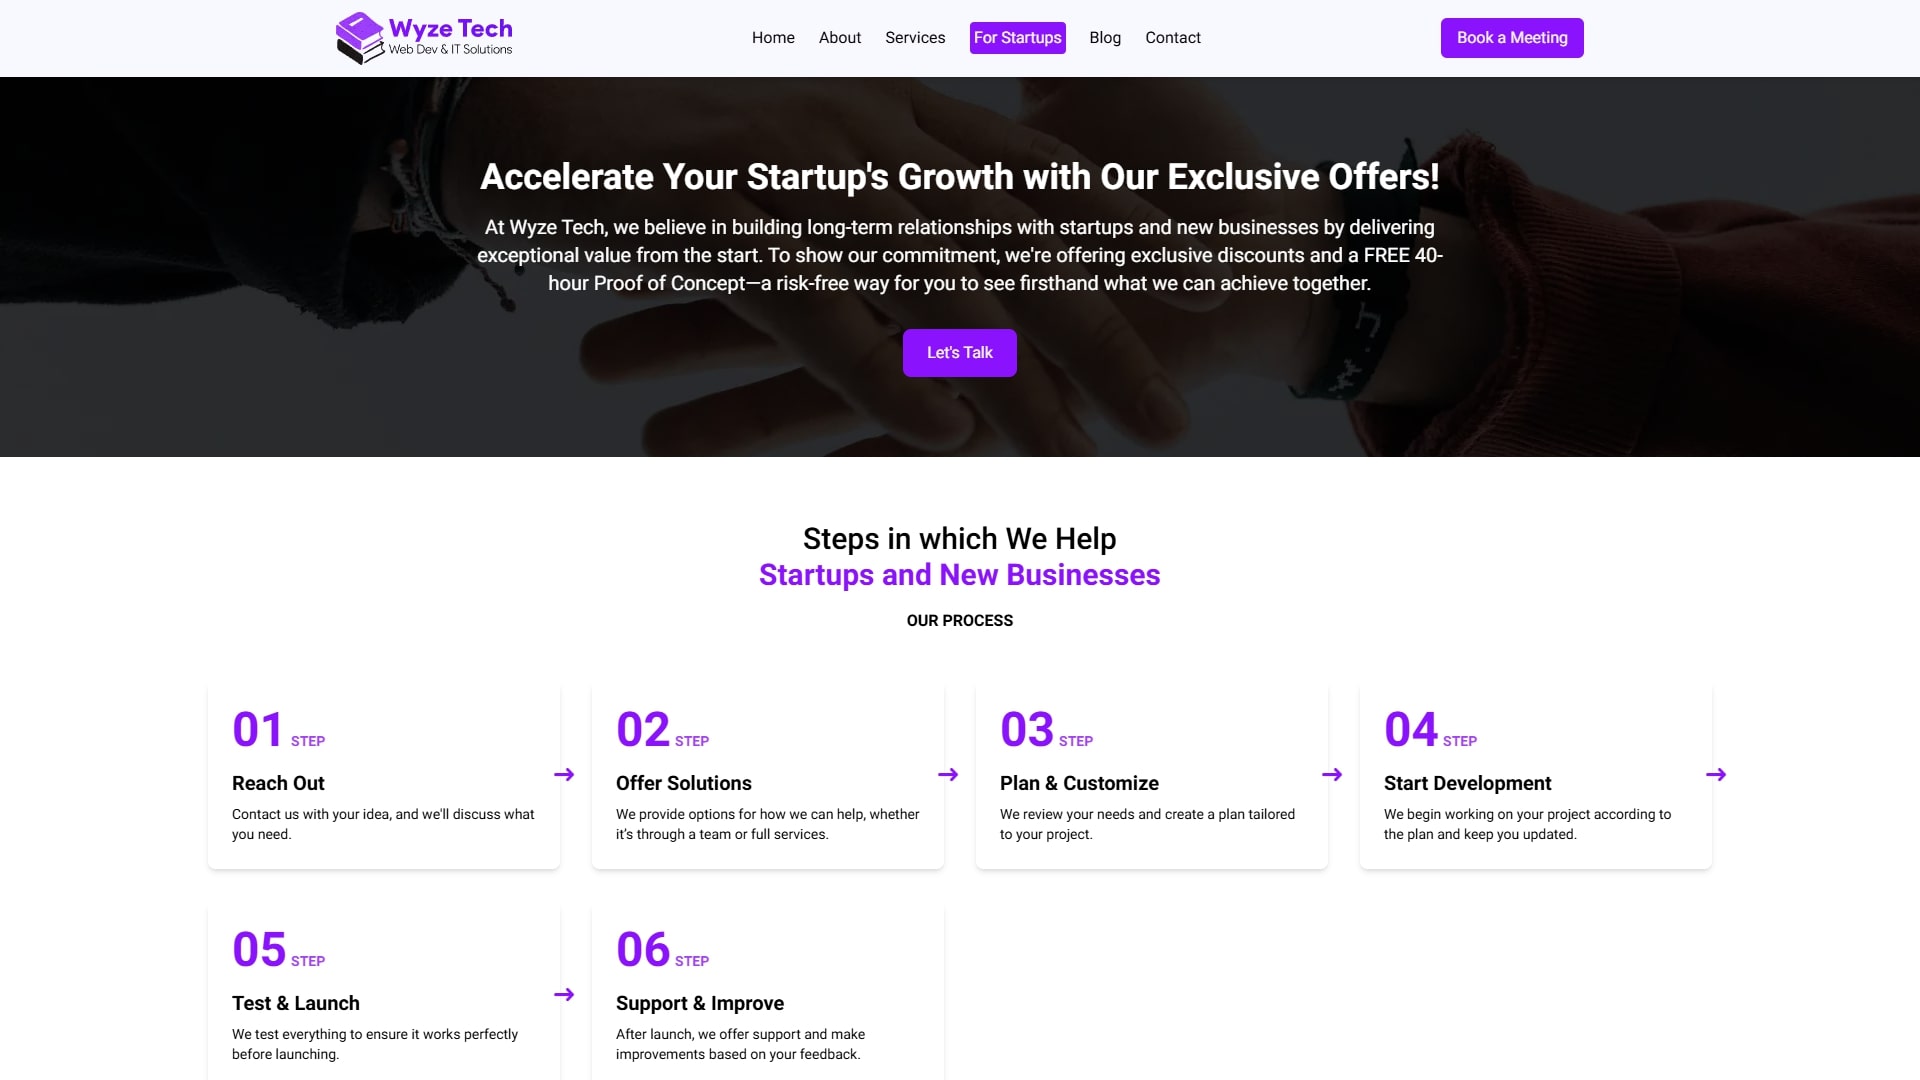 Wyze Tech
Web Dev & IT Solutions
Home
About
Services
For Startups
Blog
Contact
Book a Meeting
Accelerate Your Startup's Growth with Our Exclusive Offers!
At Wyze Tech, we believe in building long-term relationships with startups and new businesses by delivering
exceptional value from the start. To show our commitment, we're offering exclusive discounts and a FREE 40-
hour Proof of Concept—a risk-free way for you to see firsthand what we can achieve together.
Let's Talk
Steps in which We Help
Startups and New Businesses
OUR PROCESS
01 STEP
Reach Out
Contact us with your idea, and we'll discuss what
you need.
02 STEP
Offer Solutions
We provide options for how we can help, whether
it's through a team or full services.
03 STEP
Plan & Customize
We review your needs and create a plan tailored
to your project.
04 STEP
Start Development
We begin working on your project according to
the plan and keep you updated.
05 STEP
Test & Launch
We test everything to ensure it works perfectly
before launching.
06 STEP
Support & Improve
After launch, we offer support and make
improvements based on your feedback.